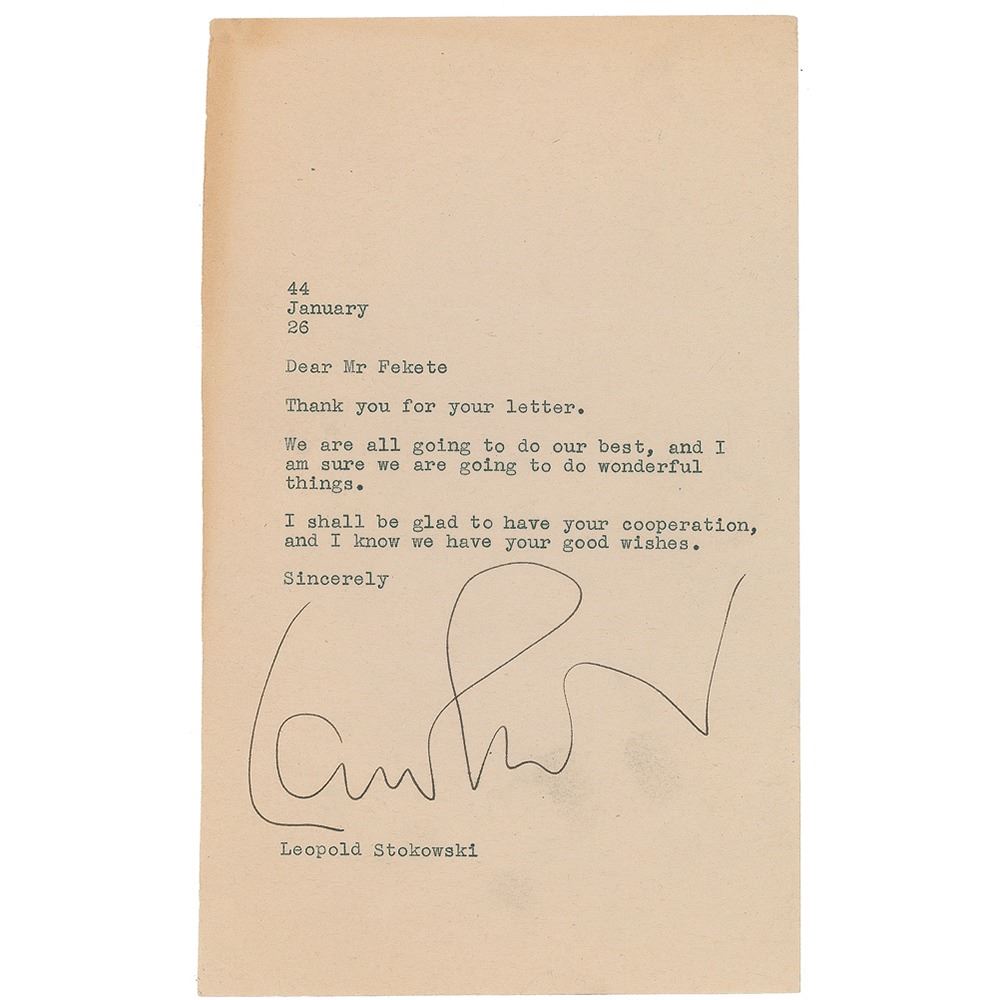 44
January
26
Dear Mr Fekete
Thank you for your letter.
We are all going to do our best, and I
am sure we are going to do wonderful
things.
I shall be glad to have your cooperation,
and I know we have your good wishes.
Sincerely
Leopold Stokowski